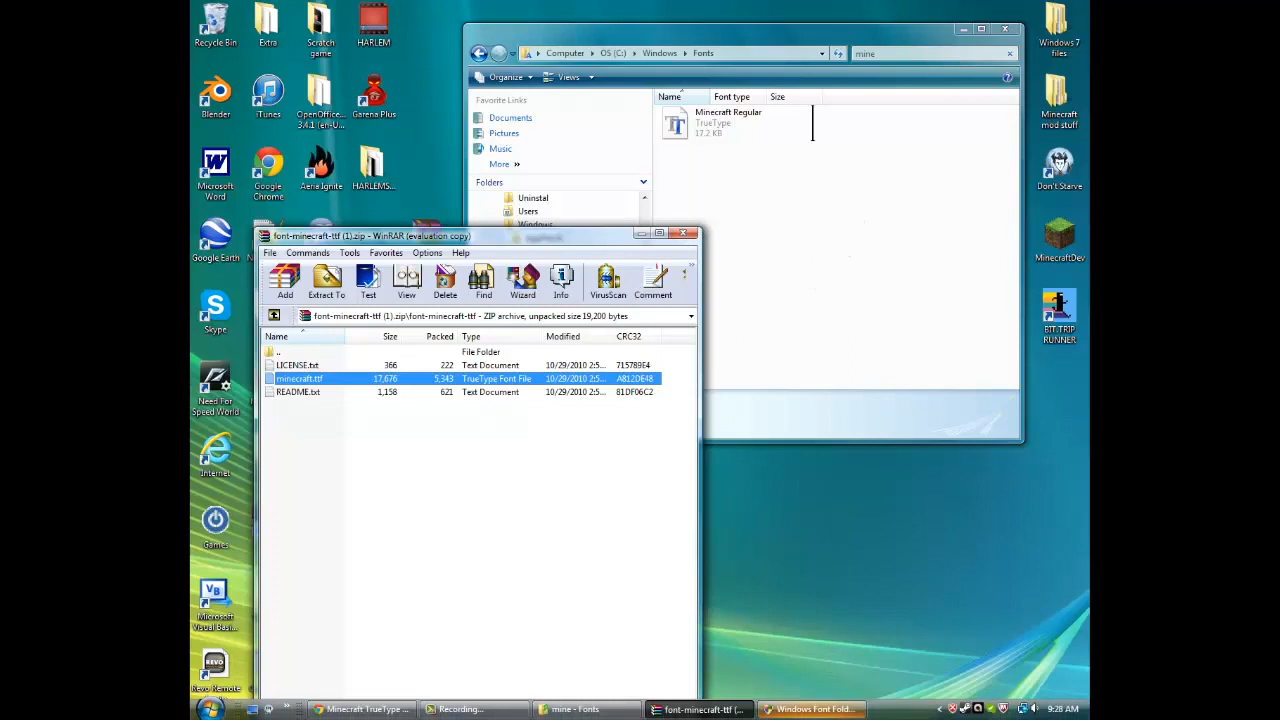 Recycle Bin
Extra
Scratch game
HARLEM
Blender
iTunes
OpenOffice... 3.4.1 (en-U...
Garena Plus
Microsoft Word
Google Chrome
Aeria Ignite
HARLEMS...
Google Earth
Skype
Need For Speed World
Internet
Games
Microsoft Visual Basi...
Revo Remote
Windows 7 files
Minecraft mod stuff
Don't Starve
MinecraftDev
BIT.TRIP RUNNER
Computer OS (C:) Windows Fonts
mine
Organize Views
Favorite Links
Documents
Pictures
Music
More »
Folders
Uninstal
Users
Windows
Name Font type Size
Minecraft Regular
TrueType
17.2 KB
font-minecraft-ttf (1).zip - WinRAR (evaluation copy)
File Commands Tools Favorites Options Help
Add Extract To Test View Delete Find Wizard Info VirusScan Comment
font-minecraft-ttf (1).zip\font-minecraft-ttf - ZIP archive, unpacked size 19,200 bytes
Name Size Packed Type Modified CRC32
.. File Folder
LICENSE.txt 366 222 Text Document 10/29/2010 2:5... 715789E4
minecraft.ttf 17,676 5,343 TrueType Font File 10/29/2010 2:5... A812DE48
README.txt 1,158 621 Text Document 10/29/2010 2:5... 81DF06C2
Minecraft TrueType ...
Recording...
mine - Fonts
font-minecraft-ttf (...
Windows Font Fold...
9:28 AM